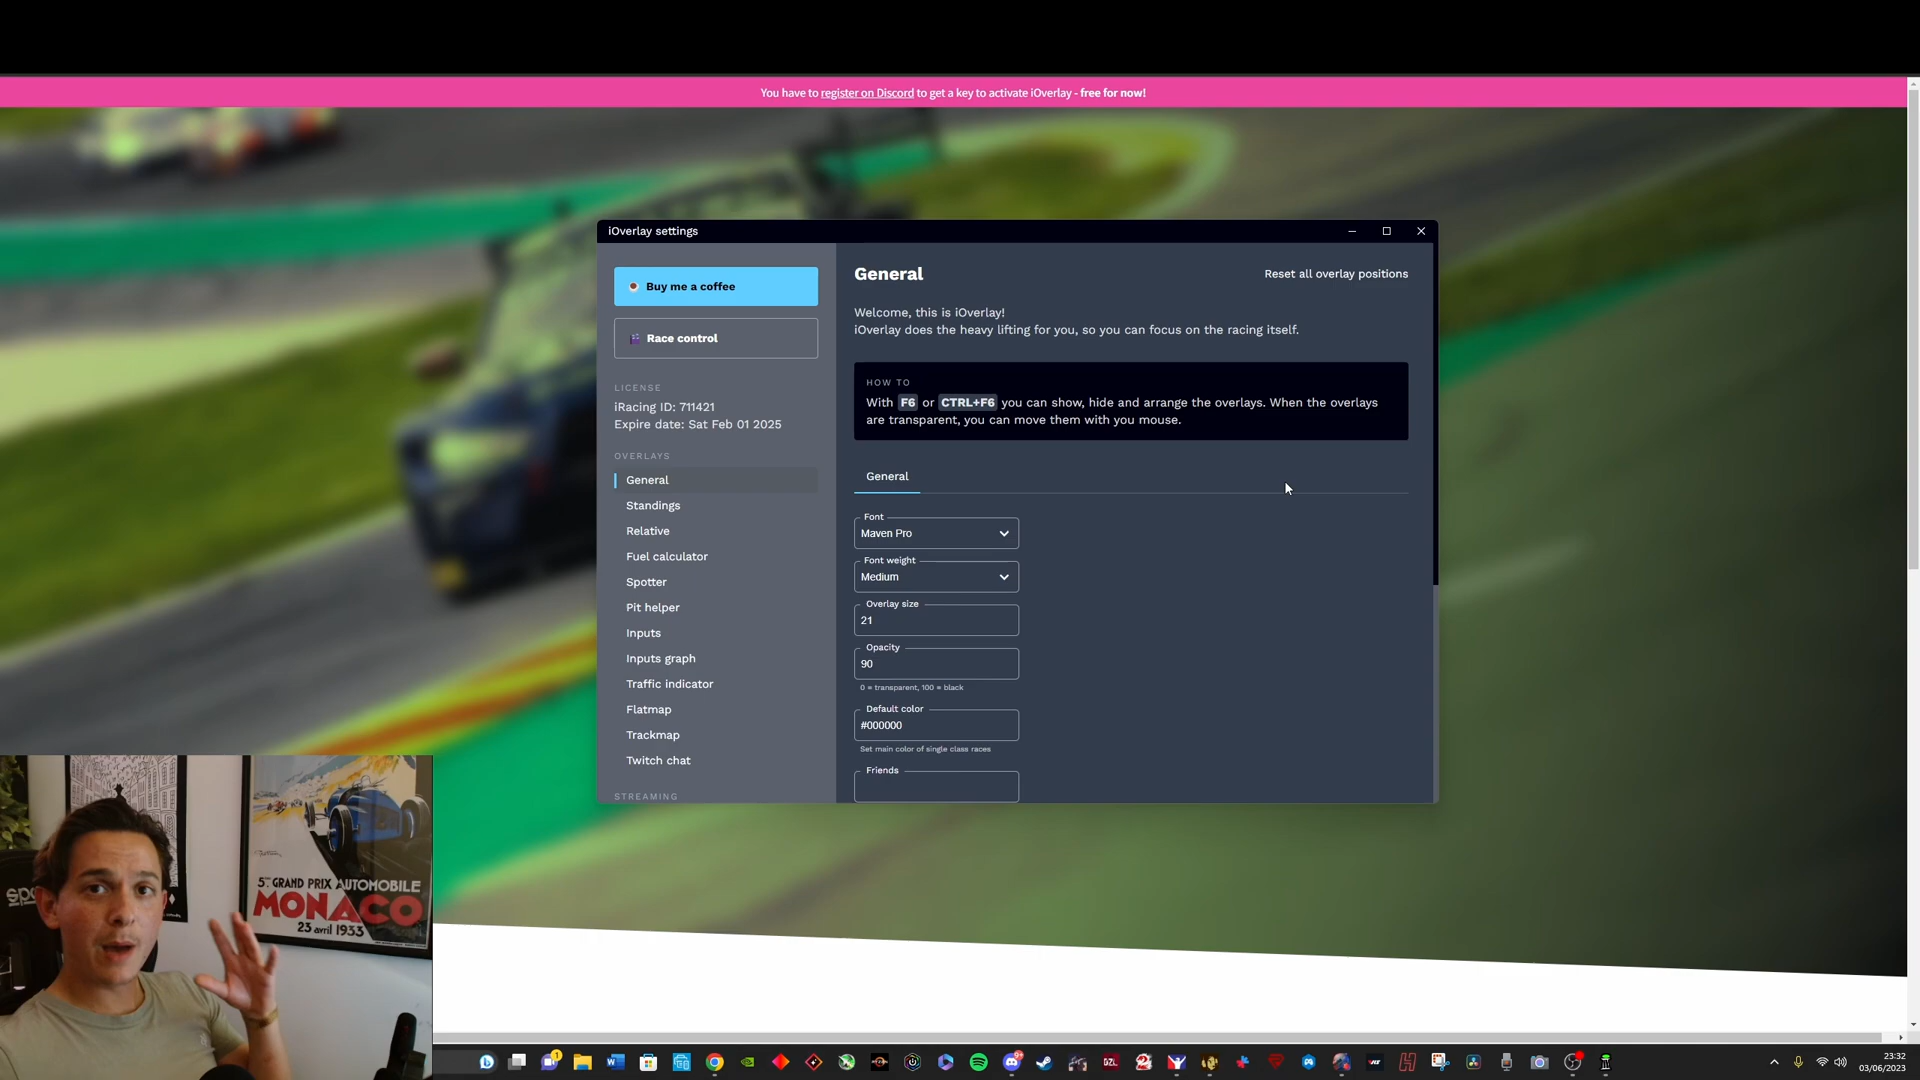 You have to register on Discord to get a key to activate iOverlay - free for now!
iOverlay settings
Buy me a coffee
Race control
LICENSE
iRacing ID: 711421
Expire date: Sat Feb 01 2025
OVERLAYS
General
Standings
Relative
Fuel calculator
Spotter
Pit helper
Inputs
Inputs graph
Traffic indicator
Flatmap
Trackmap
Twitch chat
STREAMING
General
Reset all overlay positions
Welcome, this is iOverlay!
iOverlay does the heavy lifting for you, so you can focus on the racing itself.
HOW TO
With F6 or CTRL+F6 you can show, hide and arrange the overlays. When the overlays
are transparent, you can move them with you mouse.
General
Font
Maven Pro
Font weight
Medium
Overlay size
21
Opacity
90
0 = transparent, 100 = black
Default color
#000000
Set main color of single class races
Friends
5e GRAND PRIX AUTOMOBILE
MONACO
23 avril 1933
23:32
03/06/2023